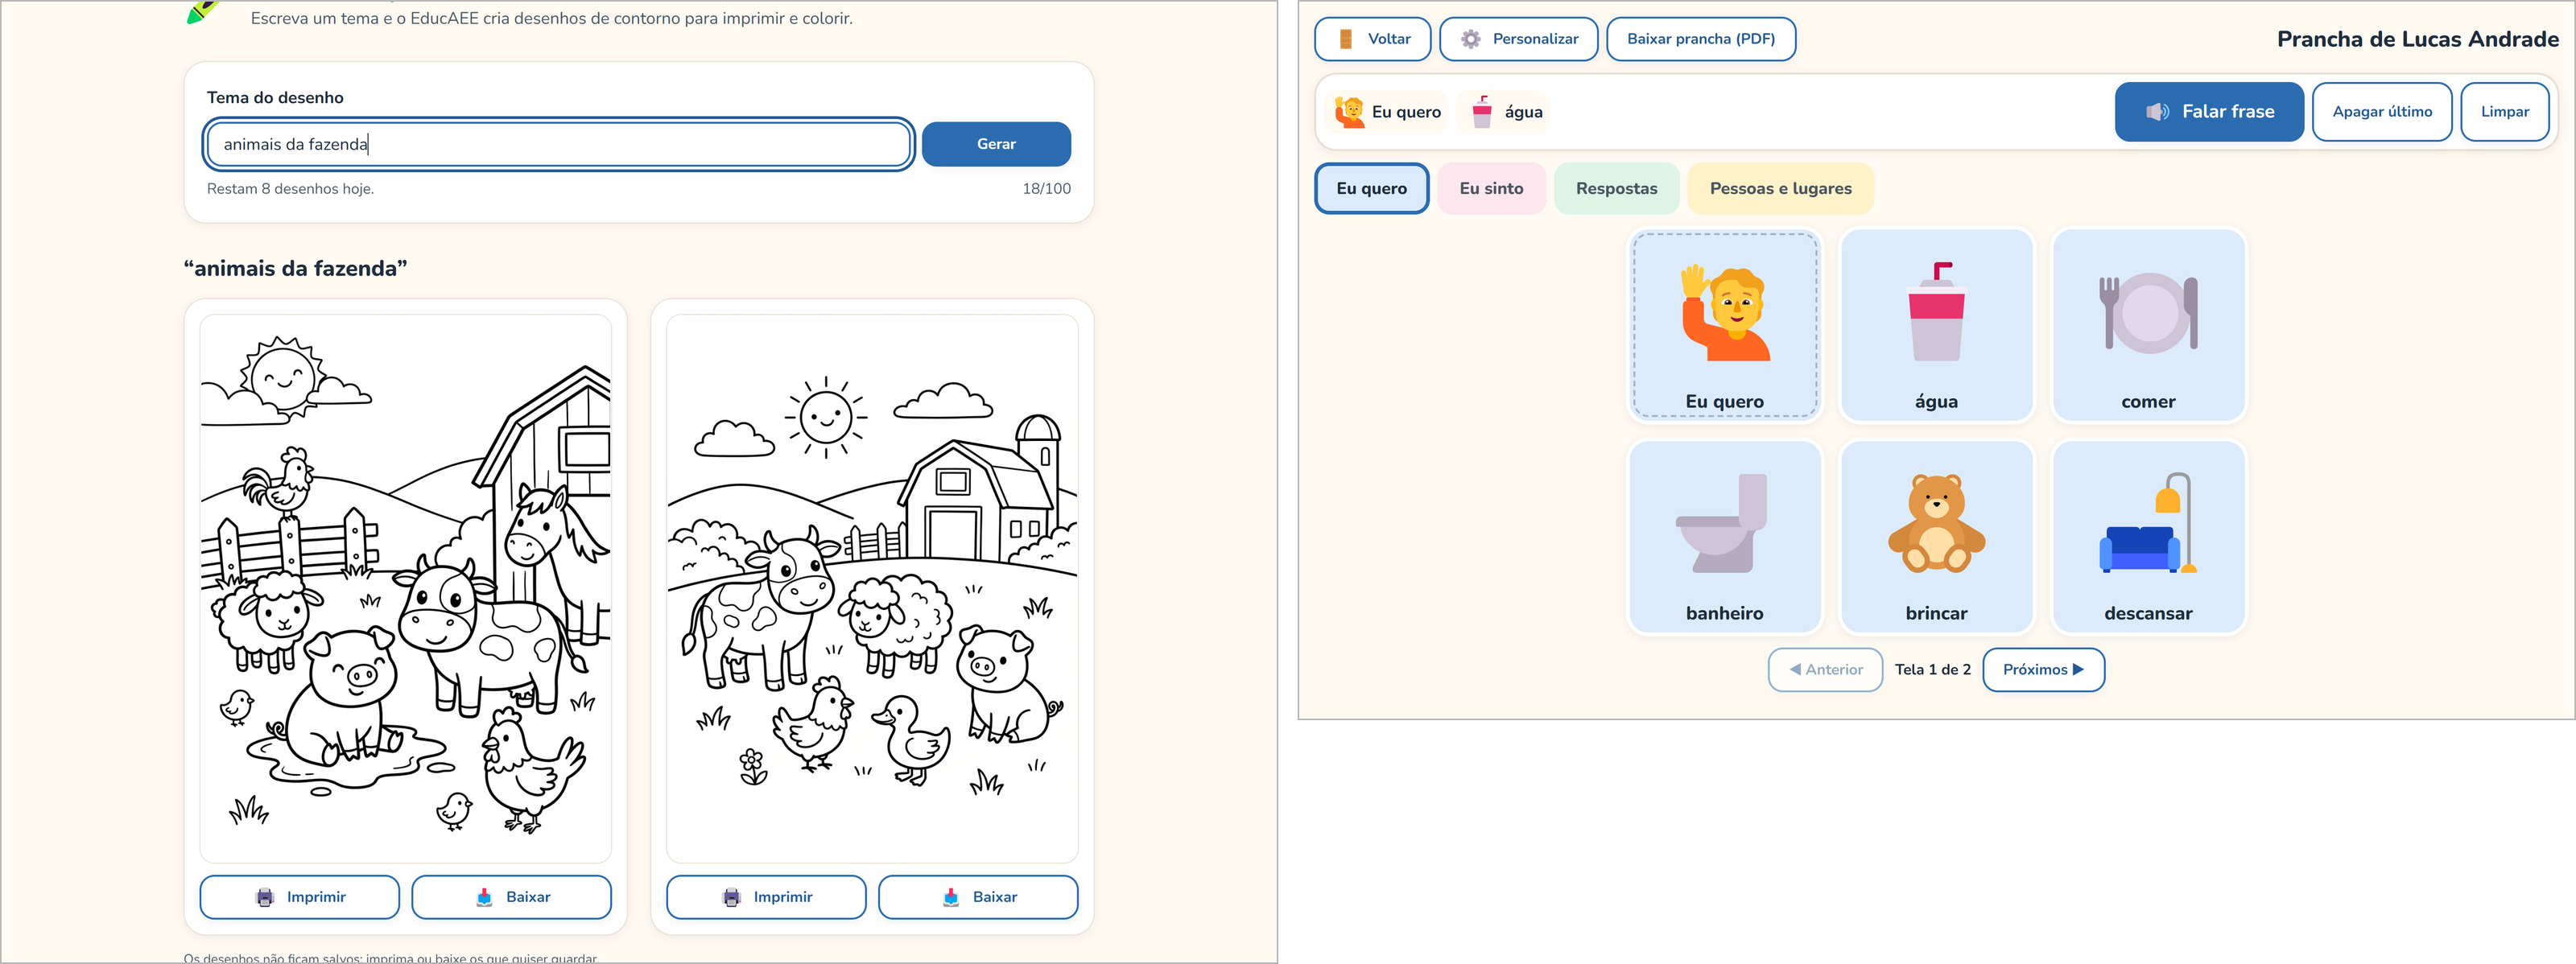 Escreva um tema e o EducAEE cria desenhos de contorno para imprimir e colorir.
Tema do desenho
animais da fazenda
Gerar
Restam 8 desenhos hoje.
18/100
“animais da fazenda”
Imprimir
Baixar
Imprimir
Baixar
Os desenhos não ficam salvos: imprima ou baixe os que quiser guardar.
Voltar
Personalizar
Baixar prancha (PDF)
Prancha de Lucas Andrade
Eu quero
água
Falar frase
Apagar último
Limpar
Eu quero
Eu sinto
Respostas
Pessoas e lugares
Eu quero
água
comer
banheiro
brincar
descansar
◀ Anterior
Tela 1 de 2
Próximos ▶